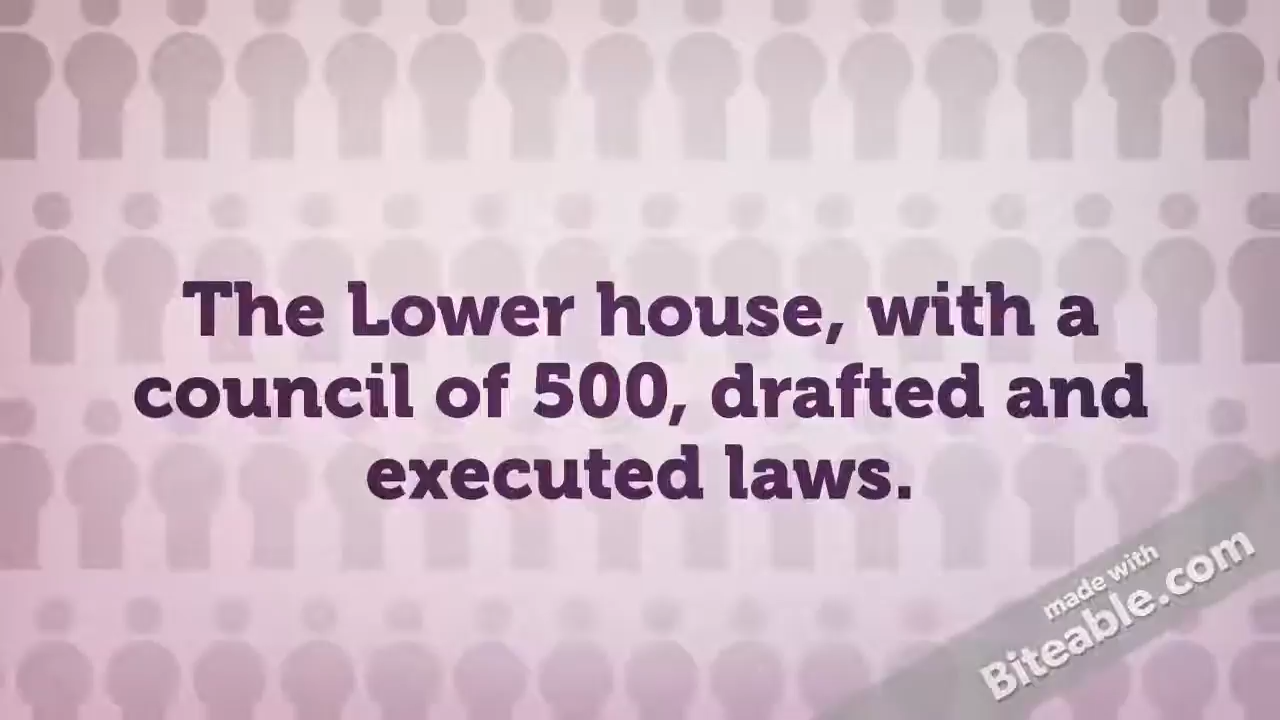 The Lower house, with a
council of 500, drafted and
executed laws.
made with
Biteable.com